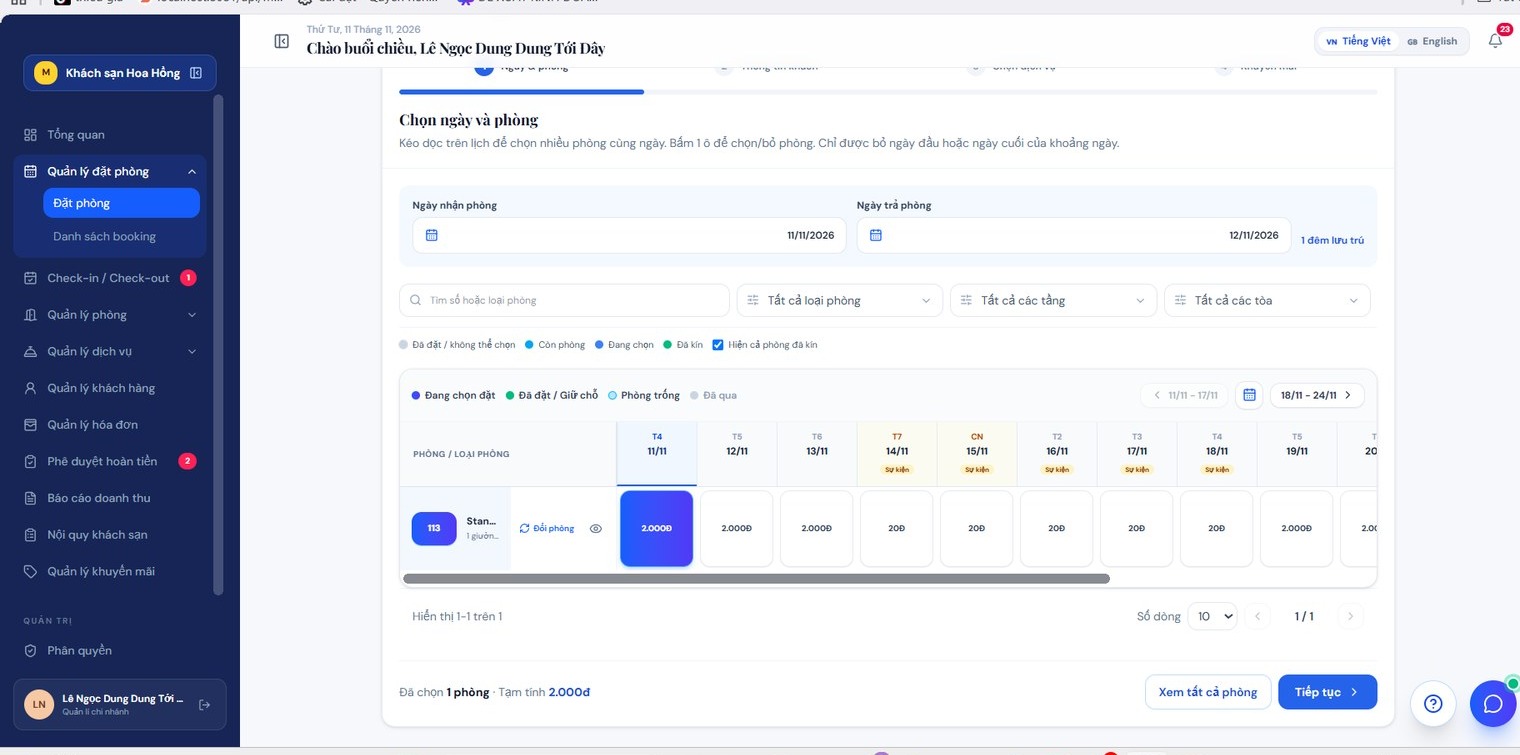 Thứ Tư, 11 Tháng 11, 2026
Chào buổi chiều, Lê Ngọc Dung Dung Tới Đây
VN Tiếng Việt GB English
23
M Khách sạn Hoa Hồng
Tổng quan
Quản lý đặt phòng
Đặt phòng
Danh sách booking
Check-in / Check-out 1
Quản lý phòng
Quản lý dịch vụ
Quản lý khách hàng
Quản lý hóa đơn
Phê duyệt hoàn tiền 2
Báo cáo doanh thu
Nội quy khách sạn
Quản lý khuyến mãi
QUẢN TRỊ
Phân quyền
LN Lê Ngọc Dung Dung Tới ...
Quản lí chi nhánh
Chọn ngày và phòng
Kéo dọc trên lịch để chọn nhiều phòng cùng ngày. Bấm 1 ô để chọn/bỏ phòng. Chỉ được bỏ ngày đầu hoặc ngày cuối của khoảng ngày.
Ngày nhận phòng Ngày trả phòng
11/11/2026 12/11/2026 1 đêm lưu trú
Tìm số hoặc loại phòng Tất cả loại phòng Tất cả các tầng Tất cả các tòa
Đã đặt / không thể chọn Còn phòng Đang chọn Đã kín Hiện cả phòng đã kín
Đang chọn đặt Đã đặt / Giữ chỗ Phòng trống Đã qua 11/11 - 17/11 18/11 - 24/11
PHÒNG / LOẠI PHÒNG
T4 T5 T6 T7 CN T2 T3 T4 T5
11/11 12/11 13/11 14/11 15/11 16/11 17/11 18/11 19/11
Sự kiện Sự kiện Sự kiện Sự kiện Sự kiện
113 Stan... Đổi phòng 2.000Đ 2.000Đ 2.000Đ 20Đ 20Đ 20Đ 20Đ 20Đ 2.000Đ
1 giườn...
Hiển thị 1-1 trên 1 Số dòng 10 1 / 1
Đã chọn 1 phòng · Tạm tính 2.000đ Xem tất cả phòng Tiếp tục